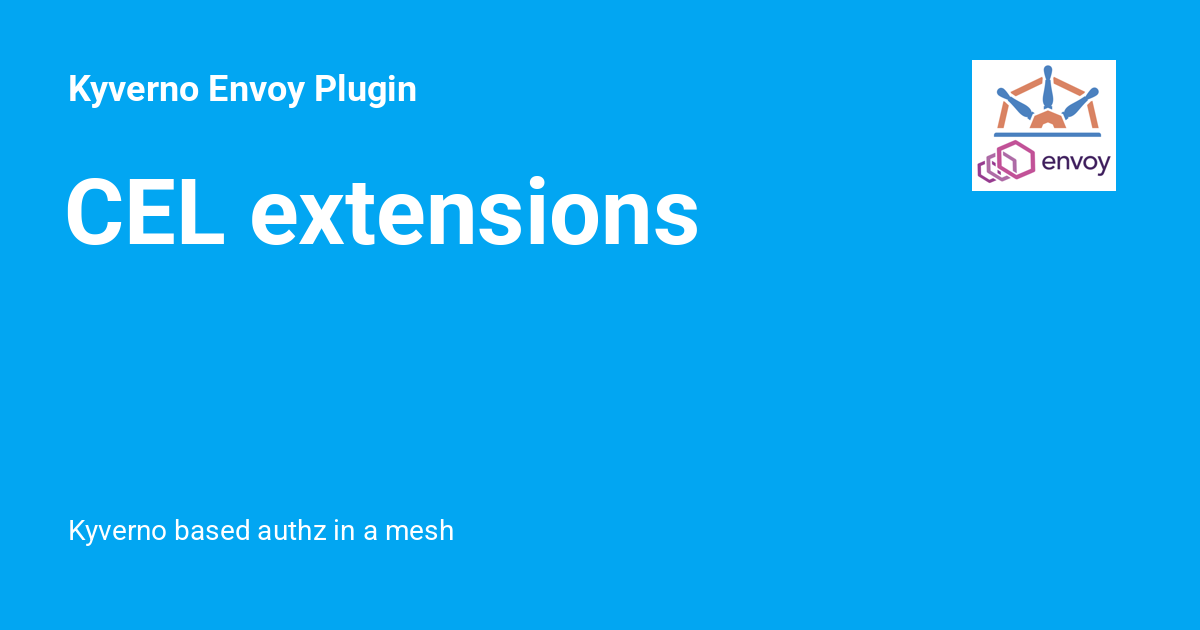 Kyverno Envoy Plugin
envoy
CEL extensions
Kyverno based authz in a mesh